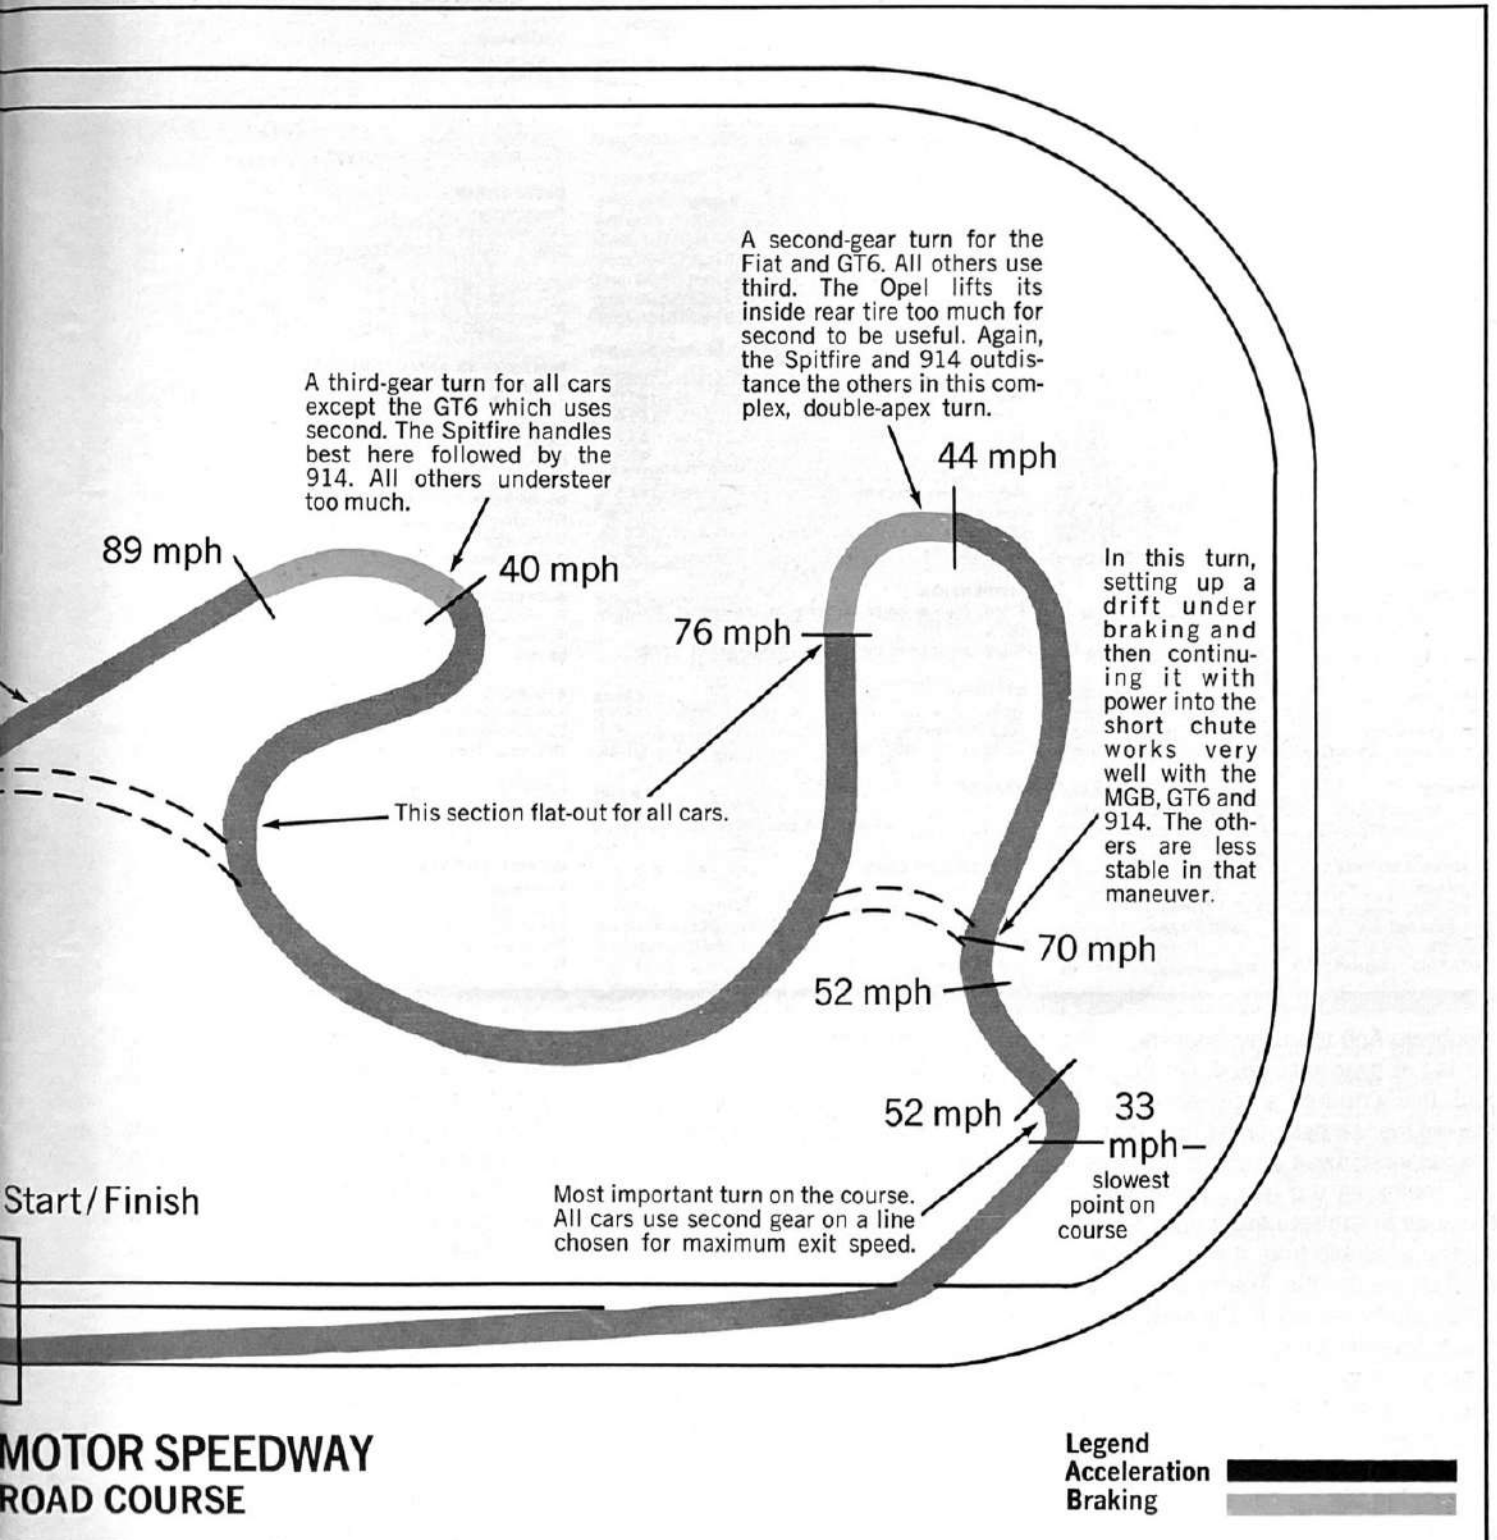 A second-gear turn for the
Fiat and GT6. All others use
third. The Opel lifts its
inside rear tire too much for
second to be useful. Again,
the Spitfire and 914 outdis-
tance the others in this com-
plex, double-apex turn.
A third-gear turn for all cars
except the GT6 which uses
second. The Spitfire handles
best here followed by the
914. All others understeer
too much.
44 mph
89 mph
40 mph
76 mph
In this turn,
setting up a
drift under
braking and
then continu-
ing it with
power into the
short chute
works very
well with the
MGB, GT6 and
914. The oth-
ers are less
stable in that
maneuver.
This section flat-out for all cars.
70 mph
52 mph
52 mph
33
mph
slowest
point on
course
Most important turn on the course.
All cars use second gear on a line
chosen for maximum exit speed.
Start/Finish
MOTOR SPEEDWAY
ROAD COURSE
Legend
Acceleration
Braking